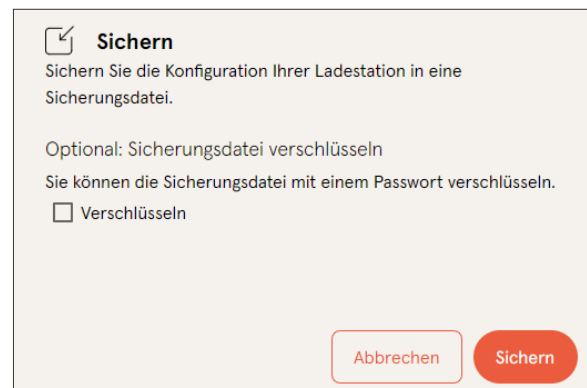 Sichern
Sichern Sie die Konfiguration Ihrer Ladestation in eine
Sicherungsdatei.
Optional: Sicherungsdatei verschlüsseln
Sie können die Sicherungsdatei mit einem Passwort verschlüsseln.
Verschlüsseln
Abbrechen
Sichern